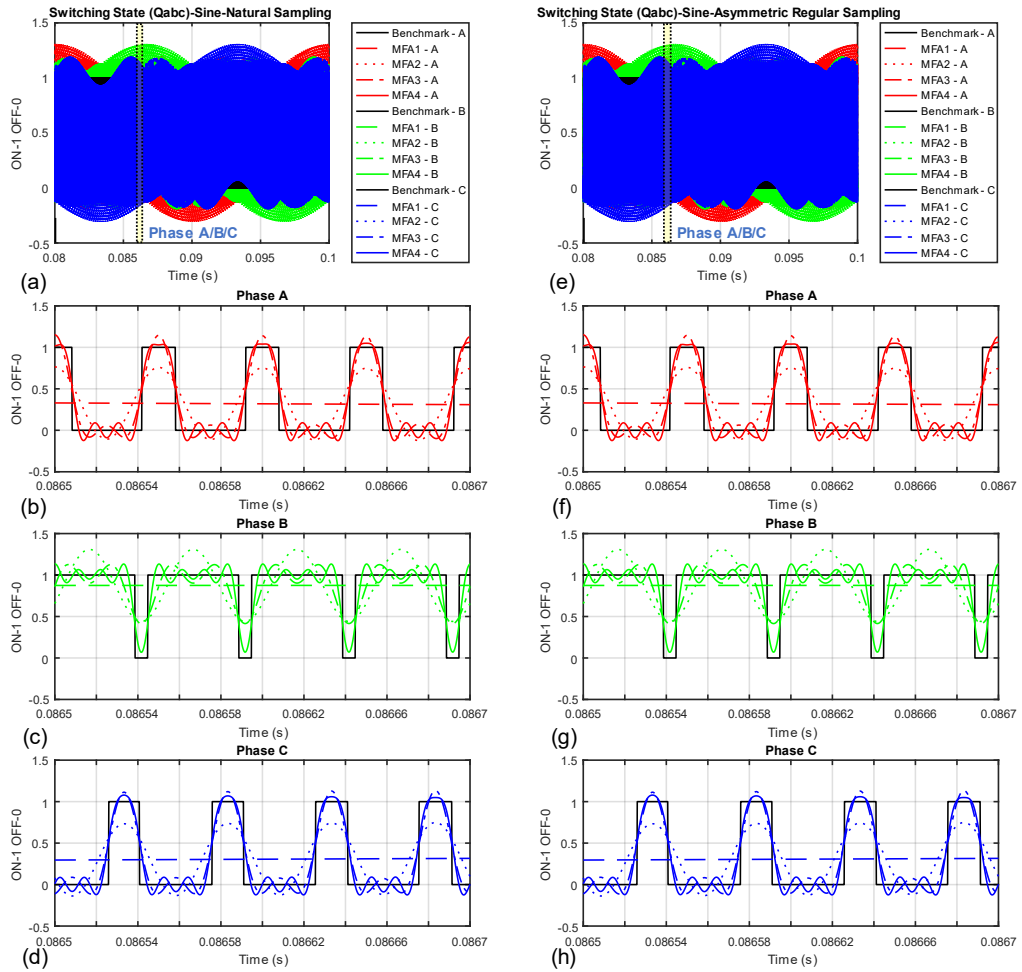 Switching State (Qabc)-Sine-Natural Sampling
1.5
1
0.5
0
-0.5
ON-1 OFF-0
Phase A/B/C
0.08
0.085
0.09
0.095
0.1
Time (s)
(a)
Benchmark - A
MFA1 - A
MFA2 - A
MFA3 - A
MFA4 - A
Benchmark - B
MFA1 - B
MFA2 - B
MFA3 - B
MFA4 - B
Benchmark - C
MFA1 - C
MFA2 - C
MFA3 - C
MFA4 - C
Switching State (Qabc)-Sine-Asymmetric Regular Sampling
1.5
1
0.5
0
-0.5
ON-1 OFF-0
Phase A/B/C
0.08
0.085
0.09
0.095
0.1
Time (s)
(e)
Benchmark - A
MFA1 - A
MFA2 - A
MFA3 - A
MFA4 - A
Benchmark - B
MFA1 - B
MFA2 - B
MFA3 - B
MFA4 - B
Benchmark - C
MFA1 - C
MFA2 - C
MFA3 - C
MFA4 - C
Phase A
1.5
1
0.5
0
-0.5
ON-1 OFF-0
0.0865
0.08654
0.08658
0.08662
0.08666
0.0867
Time (s)
(b)
Phase A
1.5
1
0.5
0
-0.5
ON-1 OFF-0
0.0865
0.08654
0.08658
0.08662
0.08666
0.0867
Time (s)
(f)
Phase B
1.5
1
0.5
0
-0.5
ON-1 OFF-0
0.0865
0.08654
0.08658
0.08662
0.08666
0.0867
Time (s)
(c)
Phase B
1.5
1
0.5
0
-0.5
ON-1 OFF-0
0.0865
0.08654
0.08658
0.08662
0.08666
0.0867
Time (s)
(g)
Phase C
1.5
1
0.5
0
-0.5
ON-1 OFF-0
0.0865
0.08654
0.08658
0.08662
0.08666
0.0867
Time (s)
(d)
Phase C
1.5
1
0.5
0
-0.5
ON-1 OFF-0
0.0865
0.08654
0.08658
0.08662
0.08666
0.0867
Time (s)
(h)